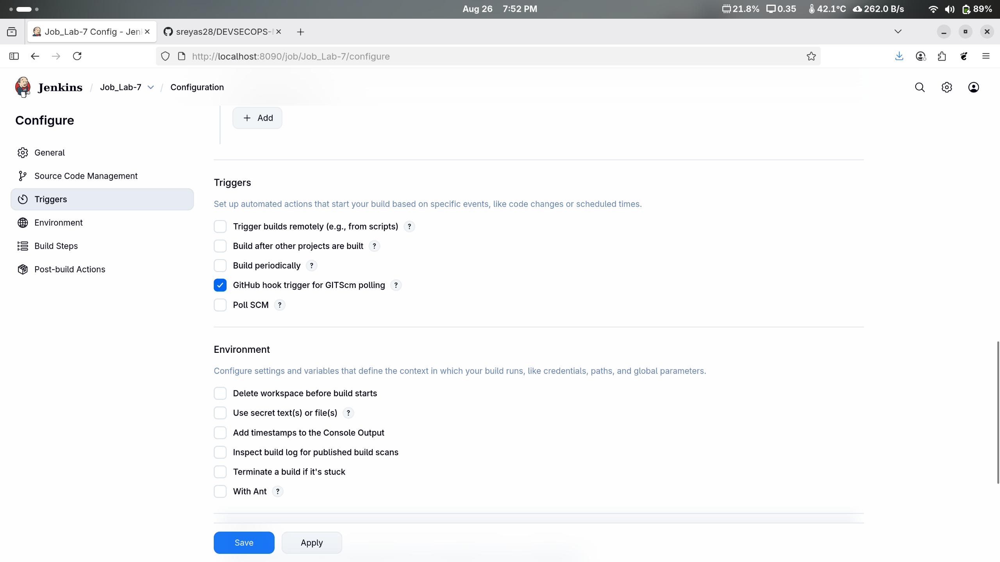 Aug 26 7:52 PM 21.8% 0.35 42.1°C 262.0 B/s 89%
Job_Lab-7 Config - Jen sreyas28/DEVSECOPS-
http://localhost:8090/job/Job_Lab-7/configure
Jenkins / Job_Lab-7 / Configuration
Configure
General
Source Code Management
Triggers
Environment
Build Steps
Post-build Actions
+ Add
Triggers
Set up automated actions that start your build based on specific events, like code changes or scheduled times.
Trigger builds remotely (e.g., from scripts) ?
Build after other projects are built ?
Build periodically ?
GitHub hook trigger for GITScm polling ?
Poll SCM ?
Environment
Configure settings and variables that define the context in which your build runs, like credentials, paths, and global parameters.
Delete workspace before build starts
Use secret text(s) or file(s) ?
Add timestamps to the Console Output
Inspect build log for published build scans
Terminate a build if it's stuck
With Ant ?
Save Apply